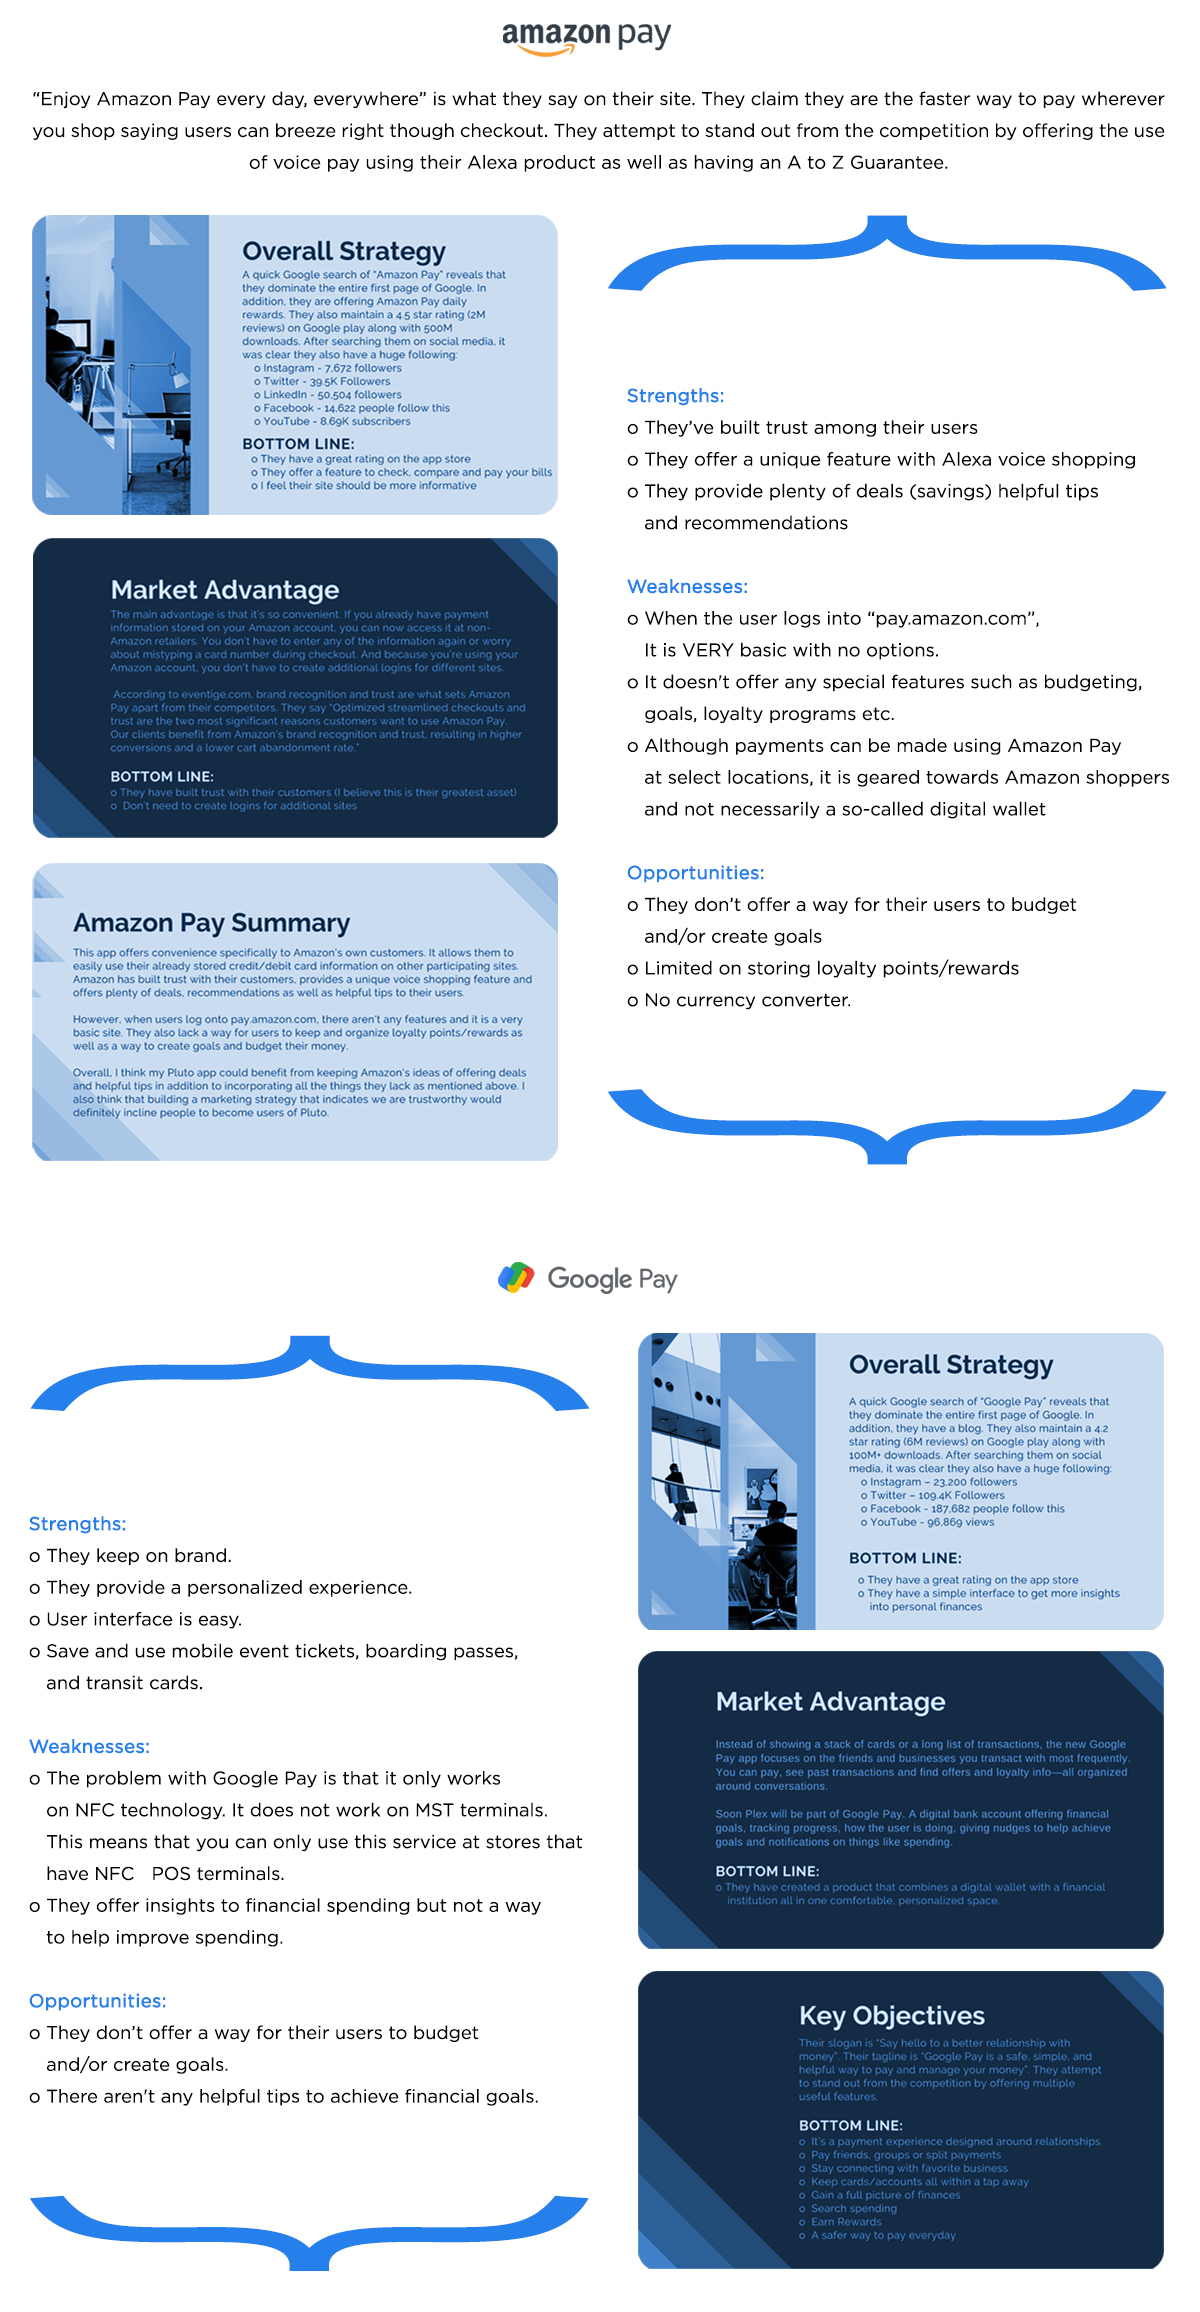 amazon pay
“Enjoy Amazon Pay every day, everywhere” is what they say on their site. They claim they are the faster way to pay wherever
you shop saying users can breeze right though checkout. They attempt to stand out from the competition by offering the use
of voice pay using their Alexa product as well as having an A to Z Guarantee.
Overall Strategy
A quick Google search of “Amazon Pay” reveals that
they dominate the entire first page of Google. In
addition, they are offering Amazon Pay daily
rewards. They also maintain a 4.5 star rating (2M
reviews) on Google play along with 500M
downloads. After searching them on social media, it
was clear they also have a huge following:
o Instagram - 7,672 followers
o Twitter - 39.5K Followers
o LinkedIn - 50,504 followers
o Facebook - 14,622 people follow this
o YouTube - 8.69K subscribers
BOTTOM LINE:
o They have a great rating on the app store
o They offer a feature to check, compare and pay your bills
o I feel their site should be more informative
Market Advantage
The main advantage is that it's so convenient. If you already have payment
information stored on your Amazon account, you can now access it at non-
Amazon retailers. You don't have to enter any of the information again or worry
about mistyping a card number during checkout. And because you're using your
Amazon account, you don't have to create additional logins for different sites.
According to eventige.com, brand recognition and trust are what sets Amazon
Pay apart from their competitors. They say “Optimized streamlined checkouts and
trust are the two most significant reasons customers want to use Amazon Pay.
Our clients benefit from Amazon's brand recognition and trust, resulting in higher
conversions and a lower cart abandonment rate.”
BOTTOM LINE:
o They have built trust with their customers (I believe this is their greatest asset)
o Don't need to create logins for additional sites
Amazon Pay Summary
This app offers convenience specifically to Amazon's own customers. It allows them to
easily use their already stored credit/debit card information on other participating sites.
Amazon has built trust with their customers, provides a unique voice shopping feature and
offers plenty of deals, recommendations as well as helpful tips to their users.
However, when users log onto pay.amazon.com, there aren't any features and it is a very
basic site. They also lack a way for users to keep and organize loyalty points/rewards as
well as a way to create goals and budget their money.
Overall, I think my Pluto app could benefit from keeping Amazon's ideas of offering deals
and helpful tips in addition to incorporating all the things they lack as mentioned above. I
also think that building a marketing strategy that indicates we are trustworthy would
definitely incline people to become users of Pluto.
Strengths:
o They’ve built trust among their users
o They offer a unique feature with Alexa voice shopping
o They provide plenty of deals (savings) helpful tips
and recommendations
Weaknesses:
o When the user logs into “pay.amazon.com”,
It is VERY basic with no options.
o It doesn't offer any special features such as budgeting,
goals, loyalty programs etc.
o Although payments can be made using Amazon Pay
at select locations, it is geared towards Amazon shoppers
and not necessarily a so-called digital wallet
Opportunities:
o They don’t offer a way for their users to budget
and/or create goals
o Limited on storing loyalty points/rewards
o No currency converter.
Google Pay
Strengths:
o They keep on brand.
o They provide a personalized experience.
o User interface is easy.
o Save and use mobile event tickets, boarding passes,
and transit cards.
Weaknesses:
o The problem with Google Pay is that it only works
on NFC technology. It does not work on MST terminals.
This means that you can only use this service at stores that
have NFC POS terminals.
o They offer insights to financial spending but not a way
to help improve spending.
Opportunities:
o They don’t offer a way for their users to budget
and/or create goals.
o There aren't any helpful tips to achieve financial goals.
Overall Strategy
A quick Google search of “Google Pay” reveals that
they dominate the entire first page of Google. In
addition, they have a blog. They also maintain a 4.2
star rating (6M reviews) on Google play along with
100M+ downloads. After searching them on social
media, it was clear they also have a huge following:
o Instagram – 23,200 followers
o Twitter – 109.4K Followers
o Facebook - 187,682 people follow this
o YouTube - 96,869 views
BOTTOM LINE:
o They have a great rating on the app store
o They have a simple interface to get more insights
into personal finances
Market Advantage
Instead of showing a stack of cards or a long list of transactions, the new Google
Pay app focuses on the friends and businesses you transact with most frequently.
You can pay, see past transactions and find offers and loyalty info—all organized
around conversations.
Soon Plex will be part of Google Pay. A digital bank account offering financial
goals, tracking progress, how the user is doing, giving nudges to help achieve
goals and notifications on things like spending.
BOTTOM LINE:
o They have created a product that combines a digital wallet with a financial
institution all in one comfortable, personalized space.
Key Objectives
Their slogan is “Say hello to a better relationship with
money”. Their tagline is “Google Pay is a safe, simple, and
helpful way to pay and manage your money”. They attempt
to stand out from the competition by offering multiple
useful features.
BOTTOM LINE:
o It's a payment experience designed around relationships
o Pay friends, groups or split payments
o Stay connecting with favorite business
o Keep cards/accounts all within a tap away
o Gain a full picture of finances
o Search spending
o Earn Rewards
o A safer way to pay everyday